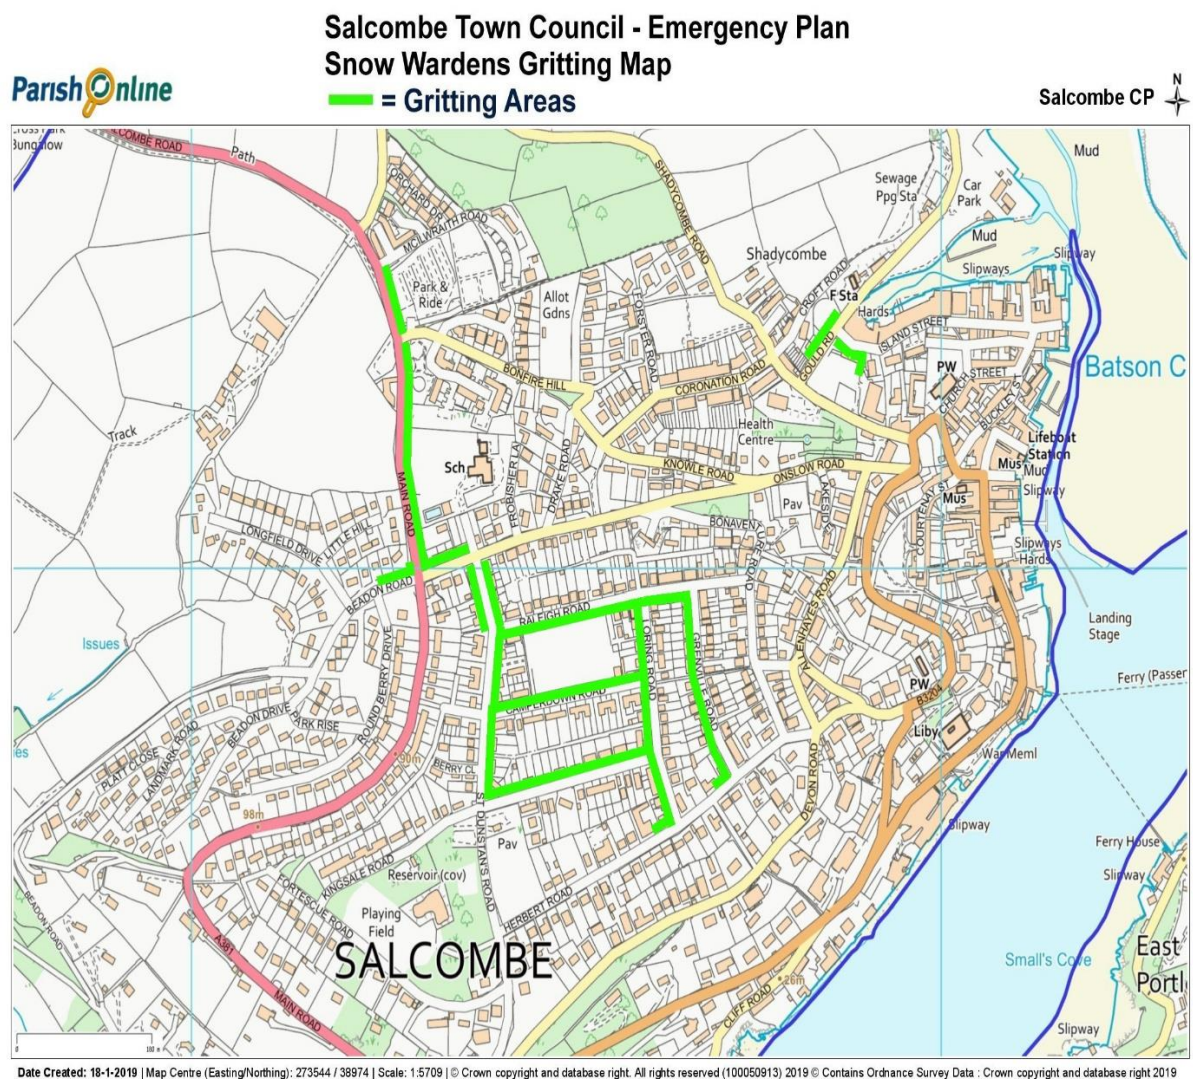 Salcombe Town Council - Emergency Plan
Snow Wardens Gritting Map
= Gritting Areas
Parish Online
Salcombe CP
N
Bungalow
LCOMBE ROAD
Path
ORCHARD DR
MCILWRAITH ROAD
SHADYCOMBE ROAD
Sewage
Ppg Sta
Car
Park
Mud
Mud
Slipway
Slipways
Shadycombe
Park &
Ride
Allot
Gdns
FORSTER ROAD
CROFT ROAD
F Sta
Hards
ISLAND STREET
GOULD RD
PW
CHURCH STREET
BUCKLEY ST
Batson C
BONFIRE HILL
CORONATION ROAD
Track
Health
Centre
Lifeboat
Station
Mus
Mud
Slipway
Sch
FROBISHER LA
DRAKE ROAD
KNOWLE ROAD
ONSLOW ROAD
MAIN ROAD
Pav
Mus
LONGFIELD DRIVE
LITTLE HILL
Slipways
Hards
BEADON ROAD
ALLENHAYES ROAD
Landing
Stage
RALEIGH ROAD
LORING ROAD
GRENVILLE ROAD
Issues
PW
B3204
Ferry (Passer
ROUNDBERRY DRIVE
CAMPERDOWN ROAD
BEADON DRIVE
PARK RISE
Liby
War Meml
PLATT CLOSE
LANDMARK ROAD
90m
BERRY CL
DEVON ROAD
98m
ST DUNSTAN'S ROAD
Slipway
Pav
Ferry House
Slipway
KINGSALE ROAD
Reservoir (cov)
FORTESCUE ROAD
HERBERT ROAD
Playing
Field
BEADON ROAD
SALCOMBE
A381
MAIN ROAD
East
Portl
Small's Cove
26m
CLIFF ROAD
Slipway
0
100 m
Date Created: 18-1-2019 | Map Centre (Easting/Northing): 273544 / 38974 | Scale: 1:5709 | © Crown copyright and database right. All rights reserved (100050913) 2019 © Contains Ordnance Survey Data : Crown copyright and database right 2019